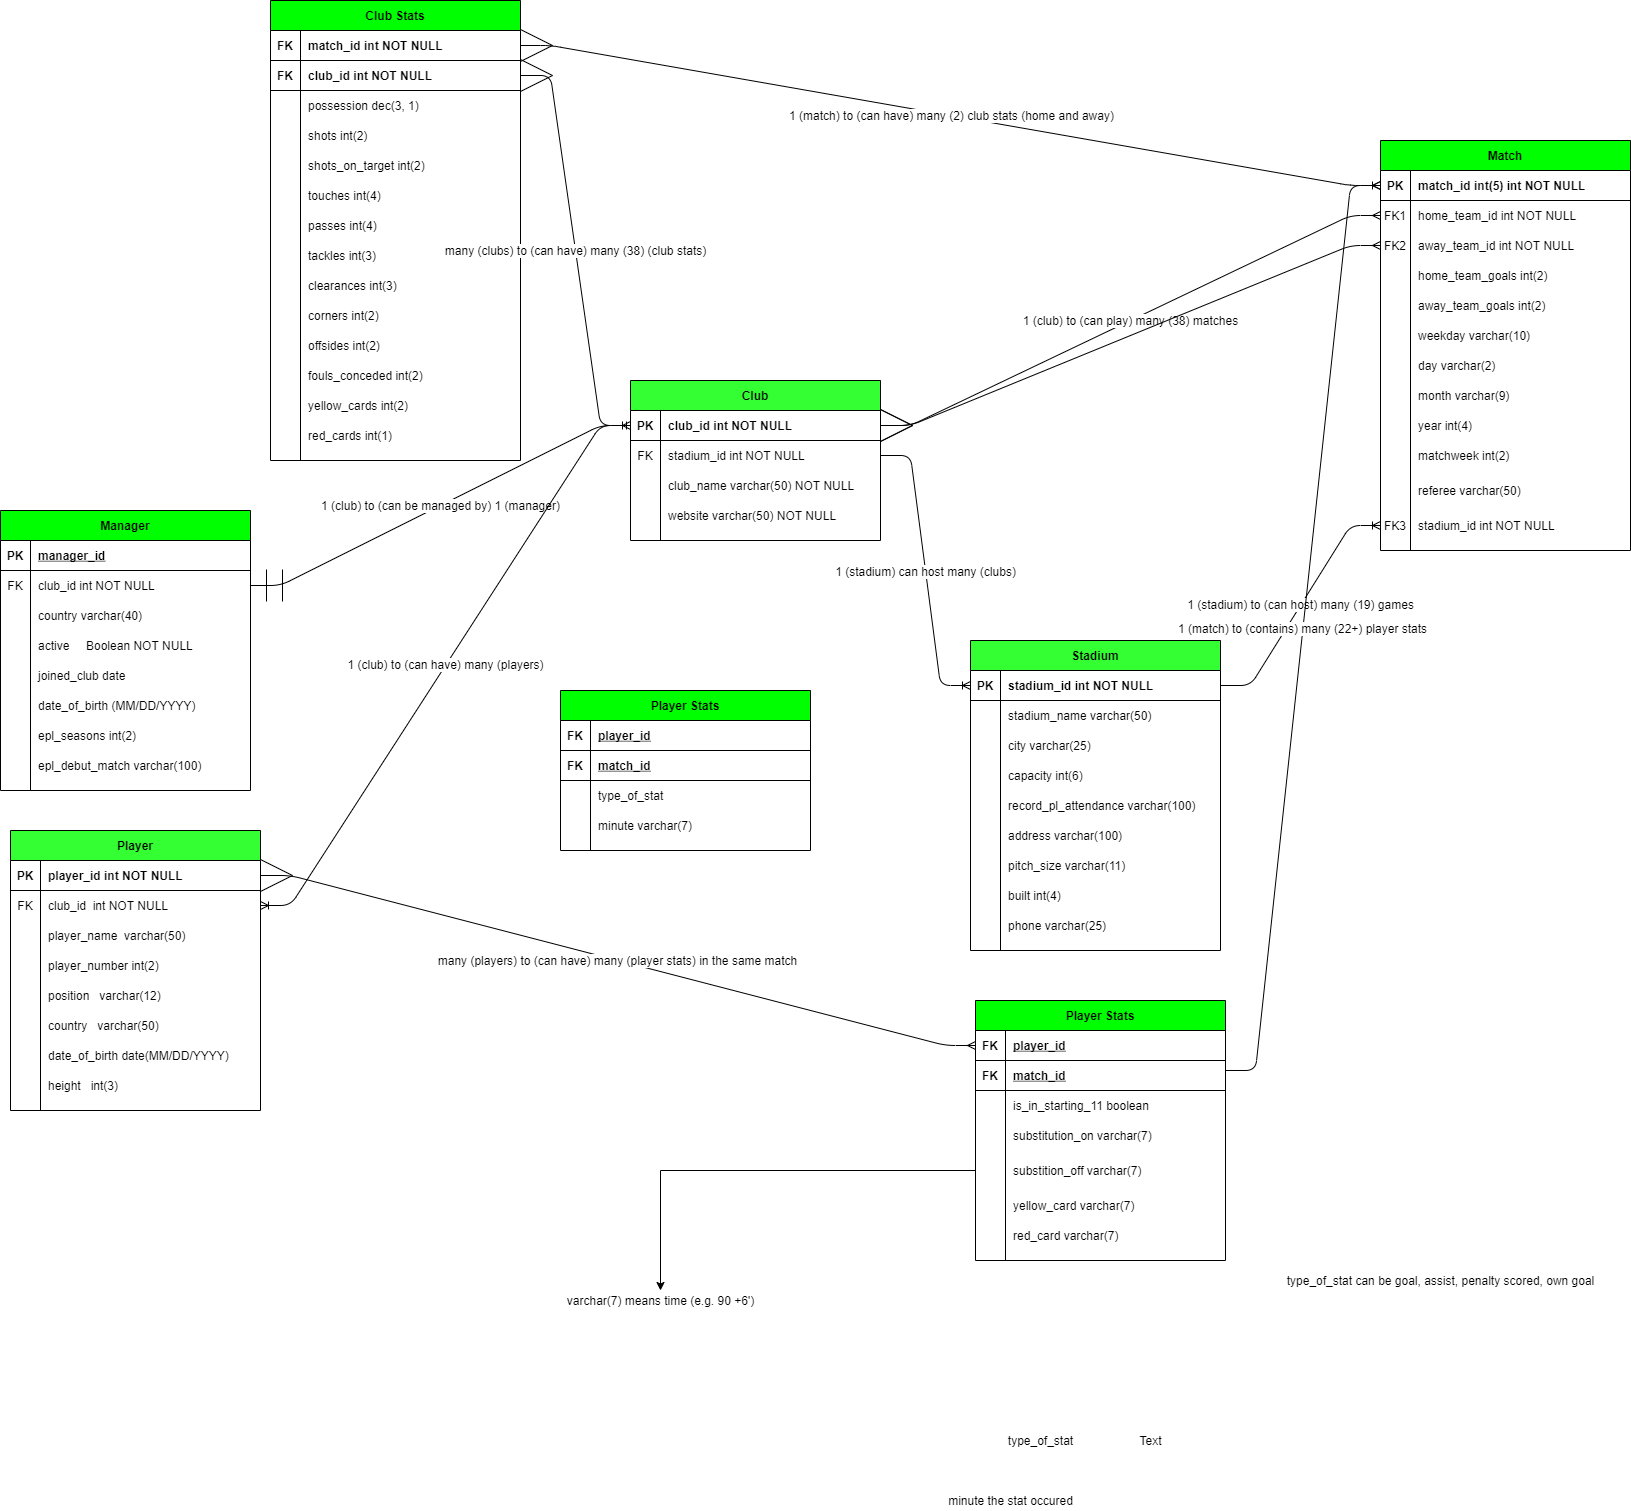 Club Stats
FK match_id int NOT NULL
FK club_id int NOT NULL
possession dec(3, 1)
shots int(2)
shots_on_target int(2)
touches int(4)
passes int(4)
tackles int(3)
clearances int(3)
corners int(2)
offsides int(2)
fouls_conceded int(2)
yellow_cards int(2)
red_cards int(1)
1 (match) to (can have) many (2) club stats (home and away)
many (clubs) to (can have) many (38) (club stats)
Match
PK match_id int(5) int NOT NULL
FK1 home_team_id int NOT NULL
FK2 away_team_id int NOT NULL
home_team_goals int(2)
away_team_goals int(2)
weekday varchar(10)
day varchar(2)
month varchar(9)
year int(4)
matchweek int(2)
referee varchar(50)
FK3 stadium_id int NOT NULL
1 (club) to (can play) many (38) matches
Club
PK club_id int NOT NULL
FK stadium_id int NOT NULL
club_name varchar(50) NOT NULL
website varchar(50) NOT NULL
1 (club) to (can be managed by) 1 (manager)
Manager
PK manager_id
FK club_id int NOT NULL
country varchar(40)
active Boolean NOT NULL
joined_club date
date_of_birth (MM/DD/YYYY)
epl_seasons int(2)
epl_debut_match varchar(100)
1 (stadium) can host many (clubs)
1 (stadium) to (can host) many (19) games
1 (match) to (contains) many (22+) player stats
1 (club) to (can have) many (players)
Stadium
PK stadium_id int NOT NULL
stadium_name varchar(50)
city varchar(25)
capacity int(6)
record_pl_attendance varchar(100)
address varchar(100)
pitch_size varchar(11)
built int(4)
phone varchar(25)
Player Stats
FK player_id
FK match_id
type_of_stat
minute varchar(7)
Player
PK player_id int NOT NULL
FK club_id int NOT NULL
player_name varchar(50)
player_number int(2)
position varchar(12)
country varchar(50)
date_of_birth date(MM/DD/YYYY)
height int(3)
many (players) to (can have) many (player stats) in the same match
Player Stats
FK player_id
FK match_id
is_in_starting_11 boolean
substitution_on varchar(7)
substition_off varchar(7)
yellow_card varchar(7)
red_card varchar(7)
type_of_stat can be goal, assist, penalty scored, own goal
varchar(7) means time (e.g. 90 +6')
type_of_stat Text
minute the stat occured